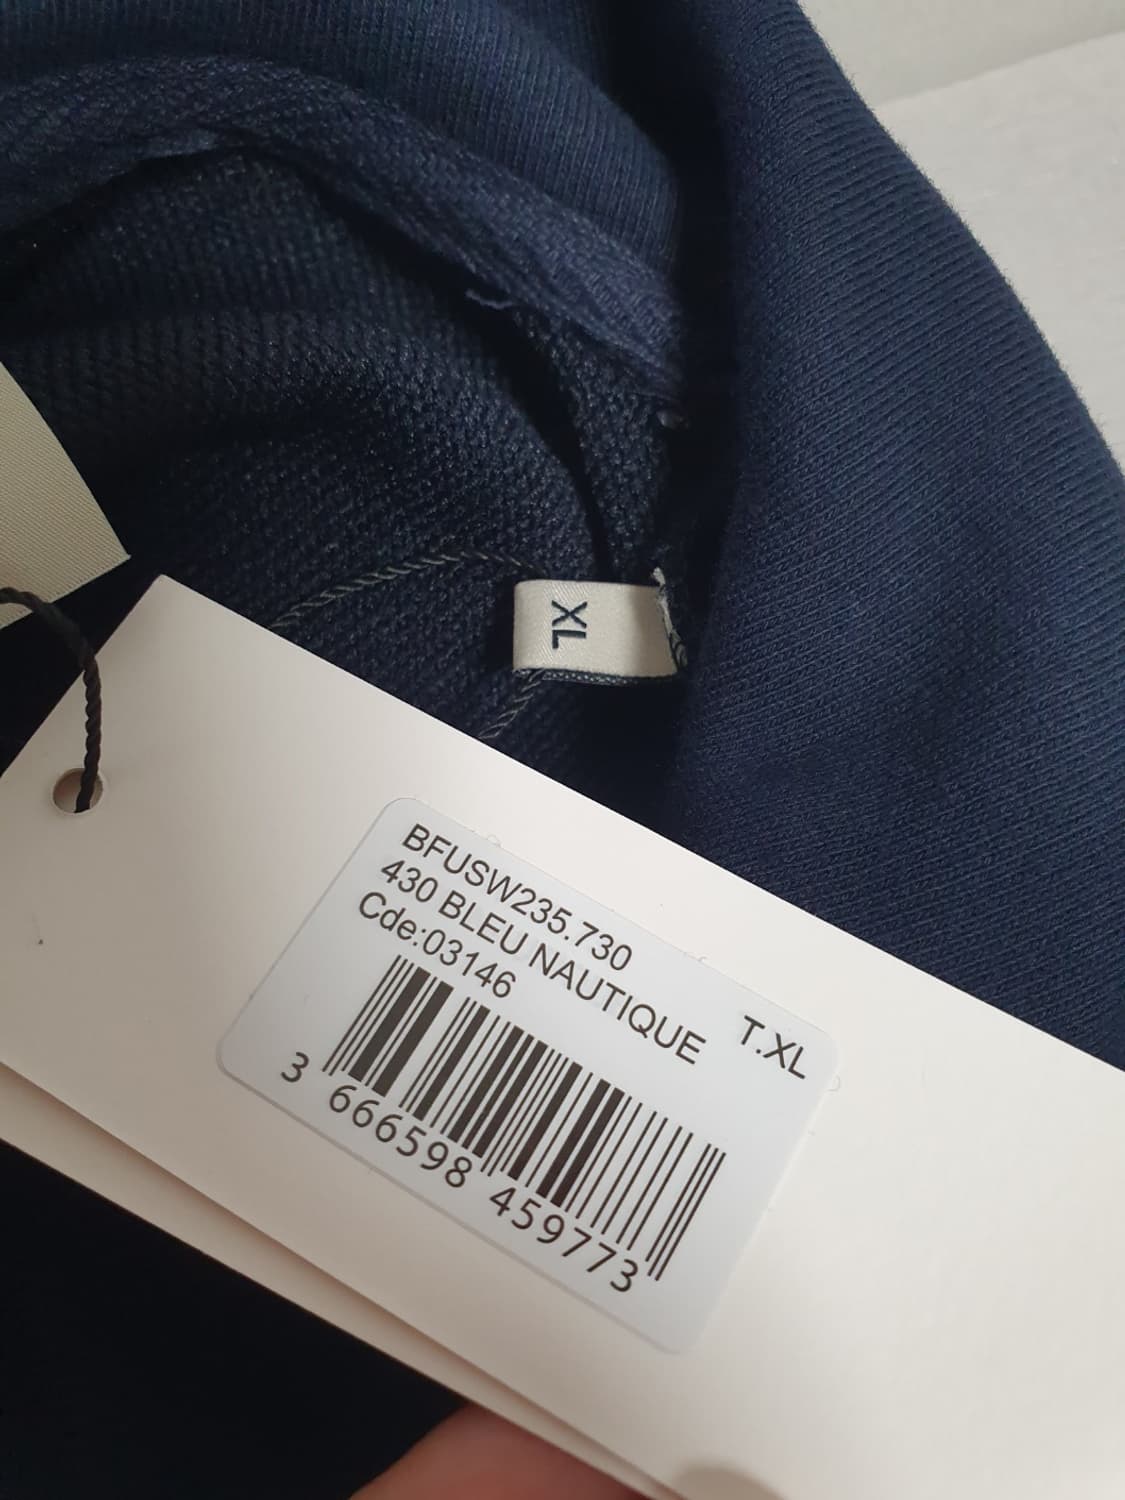 XL
BFUSW235.730
430 BLEU NAUTIQUE
Cde:03146
T.XL
3 666598 459773